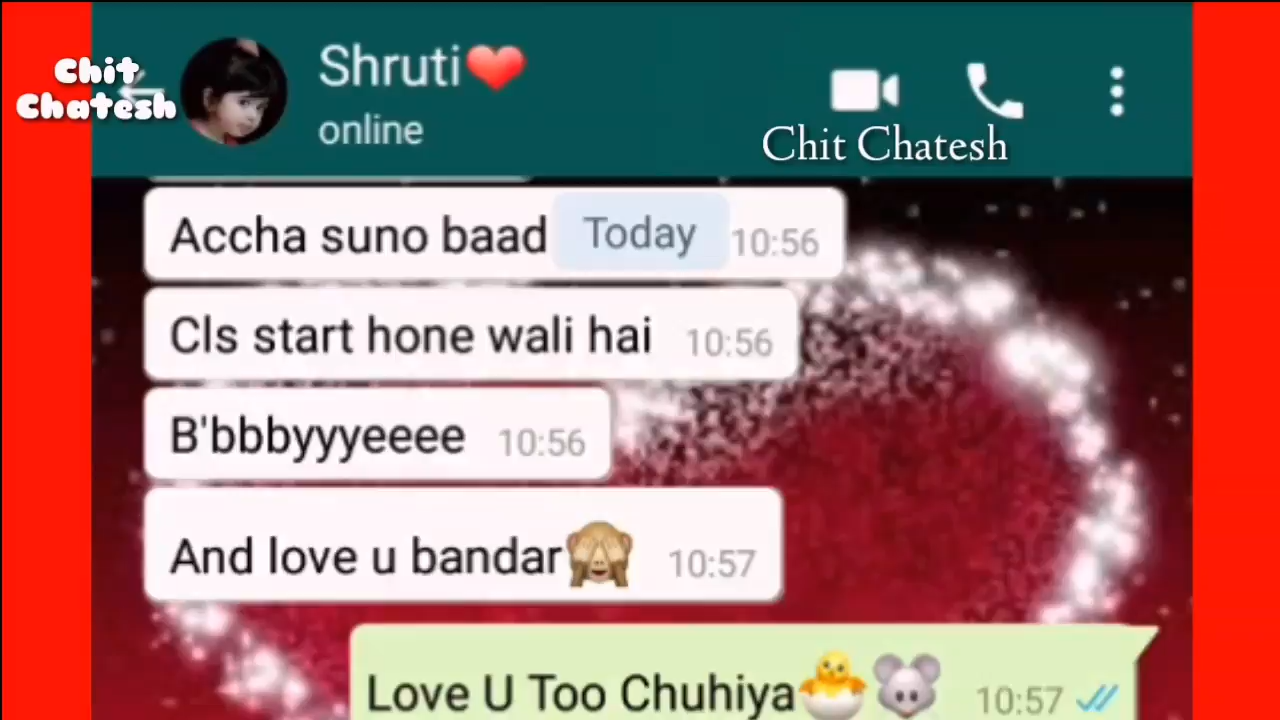 Chit
Chatesh
Shruti❤️
online
Chit Chatesh
Accha suno baad
Today
10:56
Cls start hone wali hai 10:56
B'bbbyyyeeee 10:56
And love u bandar🙈 10:57
Love U Too Chuhiya🐣🐭 10:57